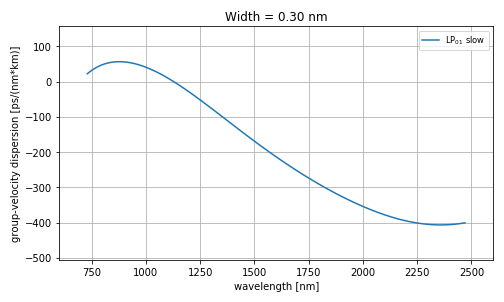 Width = 0.30 nm
LP₀₁ slow
group-velocity dispersion [ps/(nm*km)]
100
0
−100
−200
−300
−400
−500
750 1000 1250 1500 1750 2000 2250 2500
wavelength [nm]